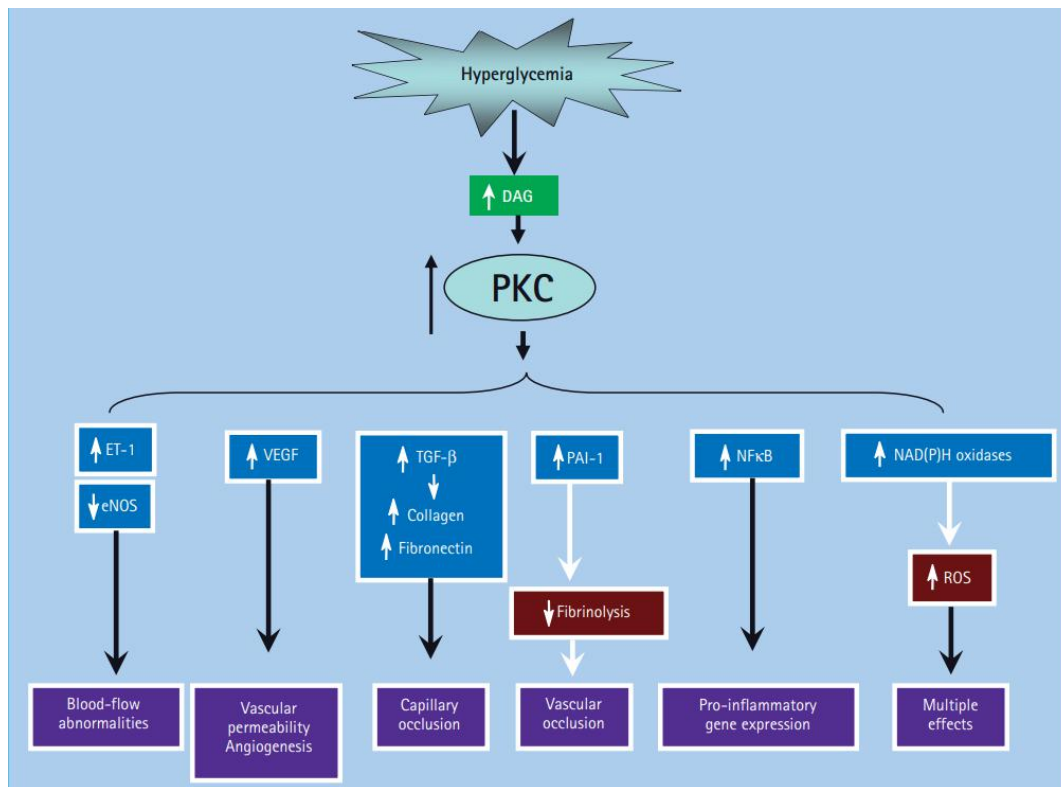 Hyperglycemia
DAG
PKC
ET-1
eNOS
VEGF
TGF-β
Collagen
Fibronectin
PAI-1
NFκB
NAD(P)H oxidases
Fibrinolysis
ROS
Blood-flow
abnormalities
Vascular
permeability
Angiogenesis
Capillary
occlusion
Vascular
occlusion
Pro-inflammatory
gene expression
Multiple
effects